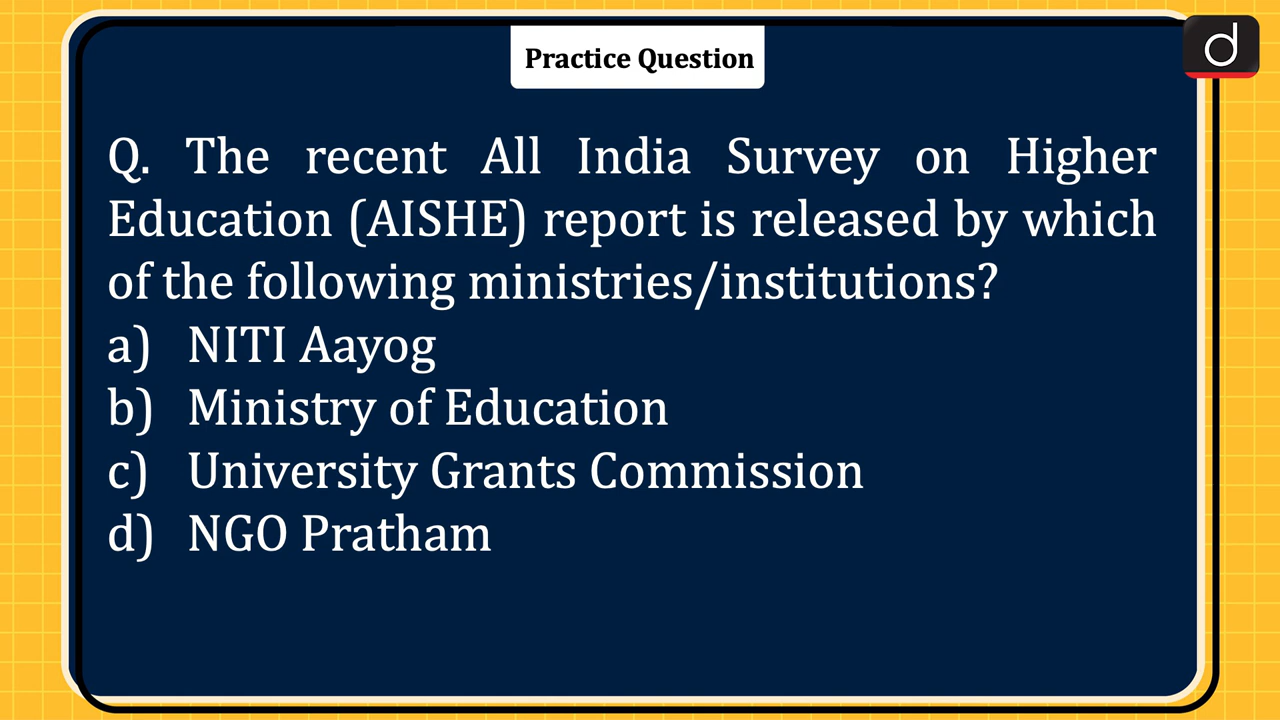 Practice Question
d
Q. The recent All India Survey on Higher
Education (AISHE) report is released by which
of the following ministries/institutions?
a) NITI Aayog
b) Ministry of Education
c) University Grants Commission
d) NGO Pratham